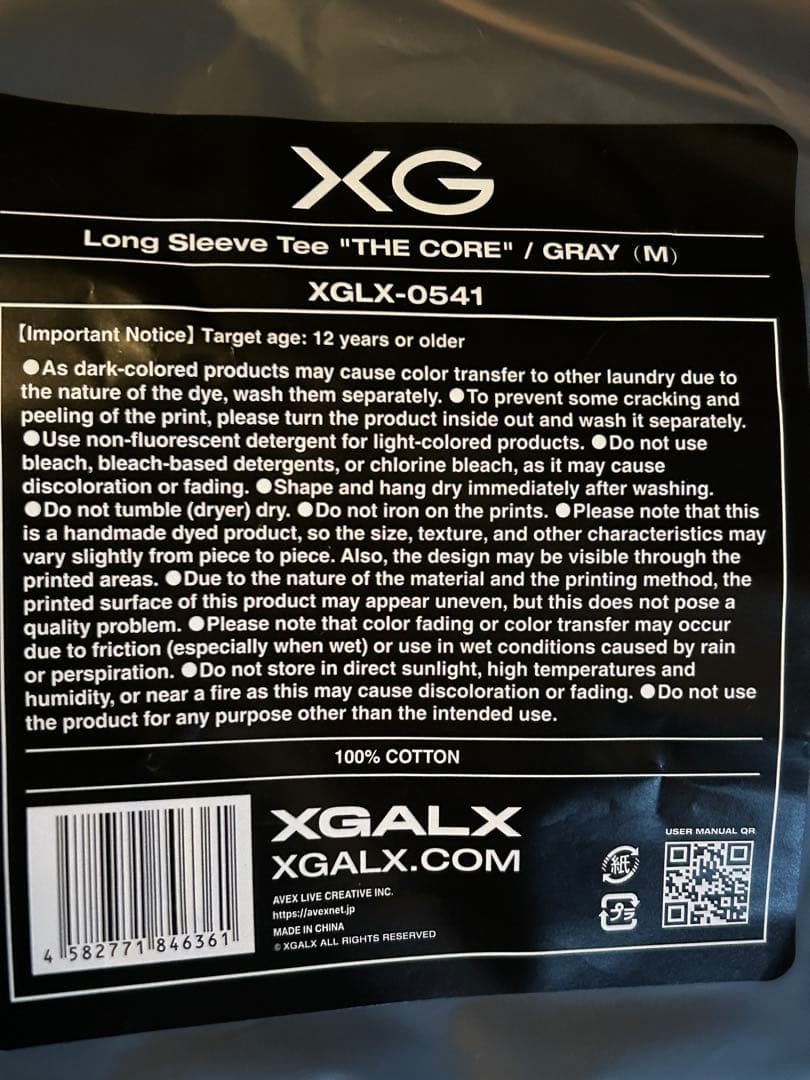 XG
Long Sleeve Tee "THE CORE" / GRAY （M）
XGLX-0541
【Important Notice】Target age: 12 years or older
●As dark-colored products may cause color transfer to other laundry due to
the nature of the dye, wash them separately. ●To prevent some cracking and
peeling of the print, please turn the product inside out and wash it separately.
●Use non-fluorescent detergent for light-colored products. ●Do not use
bleach, bleach-based detergents, or chlorine bleach, as it may cause
discoloration or fading. ●Shape and hang dry immediately after washing.
●Do not tumble (dryer) dry. ●Do not iron on the prints. ●Please note that this
is a handmade dyed product, so the size, texture, and other characteristics may
vary slightly from piece to piece. Also, the design may be visible through the
printed areas. ●Due to the nature of the material and the printing method, the
printed surface of this product may appear uneven, but this does not pose a
quality problem. ●Please note that color fading or color transfer may occur
due to friction (especially when wet) or use in wet conditions caused by rain
or perspiration. ●Do not store in direct sunlight, high temperatures and
humidity, or near a fire as this may cause discoloration or fading. ●Do not use
the product for any purpose other than the intended use.
100% COTTON
4 582771 846361
XGALX
XGALX.COM
AVEX LIVE CREATIVE INC.
https://avexnet.jp
MADE IN CHINA
© XGALX ALL RIGHTS RESERVED
紙
プラ
USER MANUAL QR